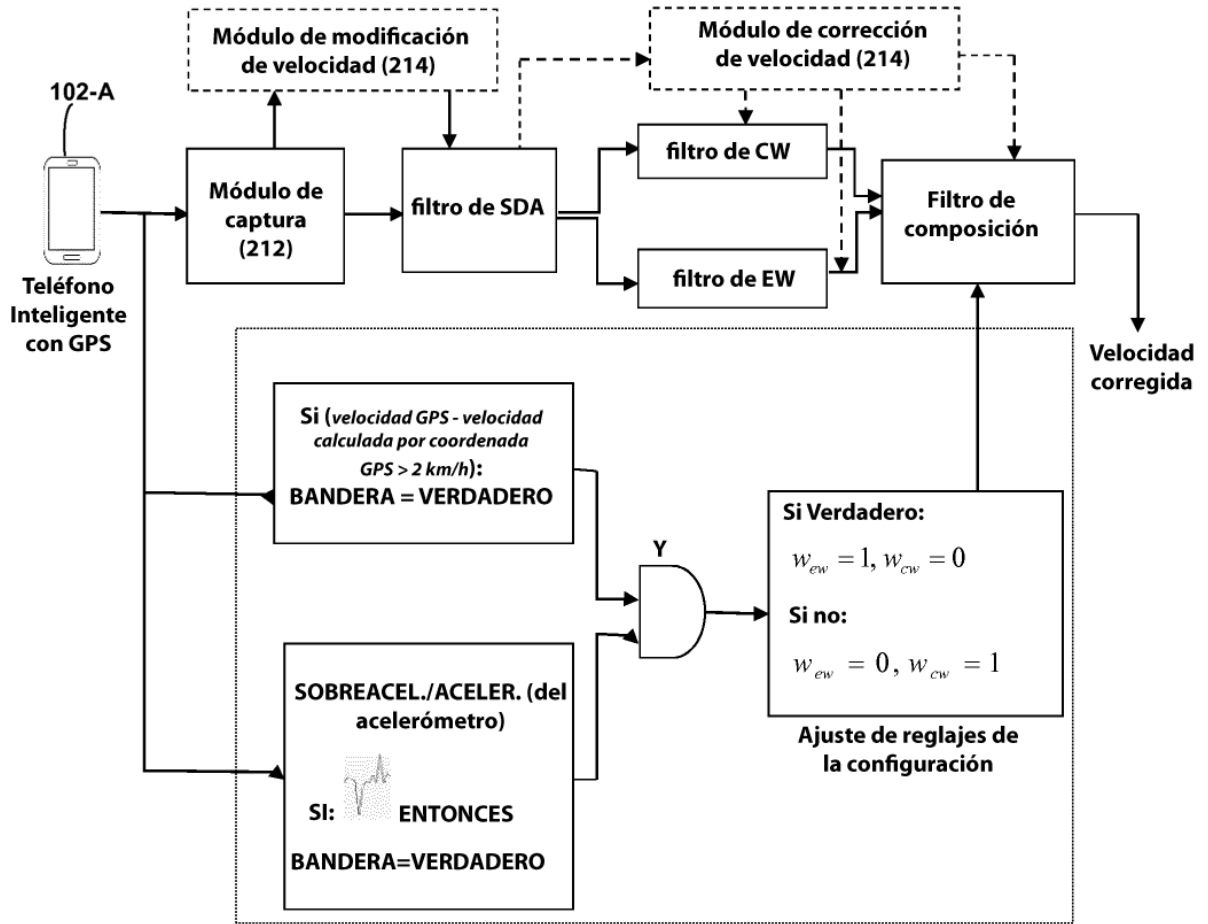 Módulo de modificación
de velocidad (214)
Módulo de corrección
de velocidad (214)
102-A
Teléfono
Inteligente
con GPS
Módulo de
captura
(212)
filtro de SDA
filtro de CW
filtro de EW
Filtro de
composición
Velocidad
corregida
Si (velocidad GPS - velocidad
calculada por coordenada
GPS > 2 km/h):
BANDERA = VERDADERO
Y
Si Verdadero:
w_ew = 1, w_cw = 0
Si no:
w_ew = 0, w_cw = 1
Ajuste de reglajes de
la configuración
SOBREACEL./ACELER. (del
acelerómetro)
SI: ENTONCES
BANDERA=VERDADERO